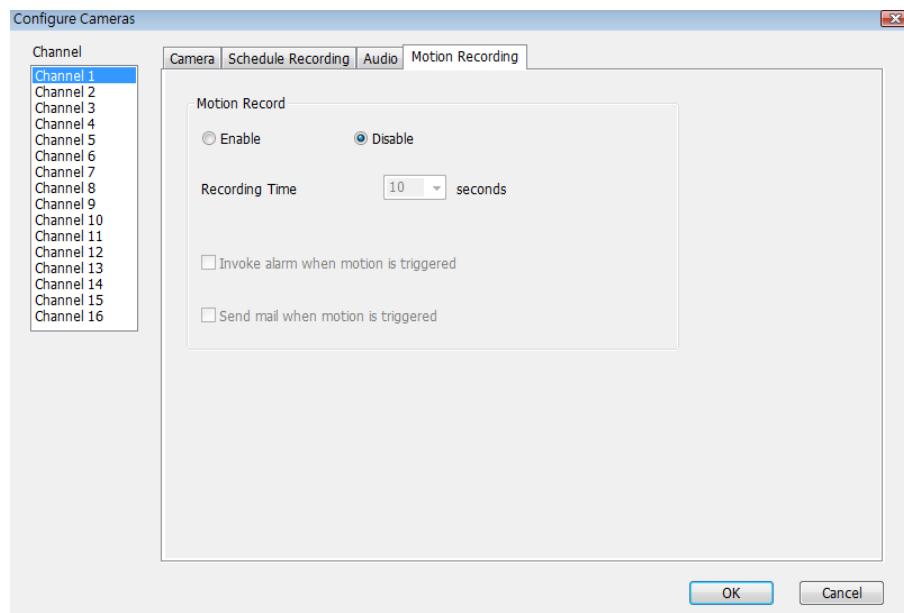 Configure Cameras
Channel
Channel 1
Channel 2
Channel 3
Channel 4
Channel 5
Channel 6
Channel 7
Channel 8
Channel 9
Channel 10
Channel 11
Channel 12
Channel 13
Channel 14
Channel 15
Channel 16
Camera Schedule Recording Audio Motion Recording
Motion Record
Enable Disable
Recording Time 10 seconds
Invoke alarm when motion is triggered
Send mail when motion is triggered
OK Cancel